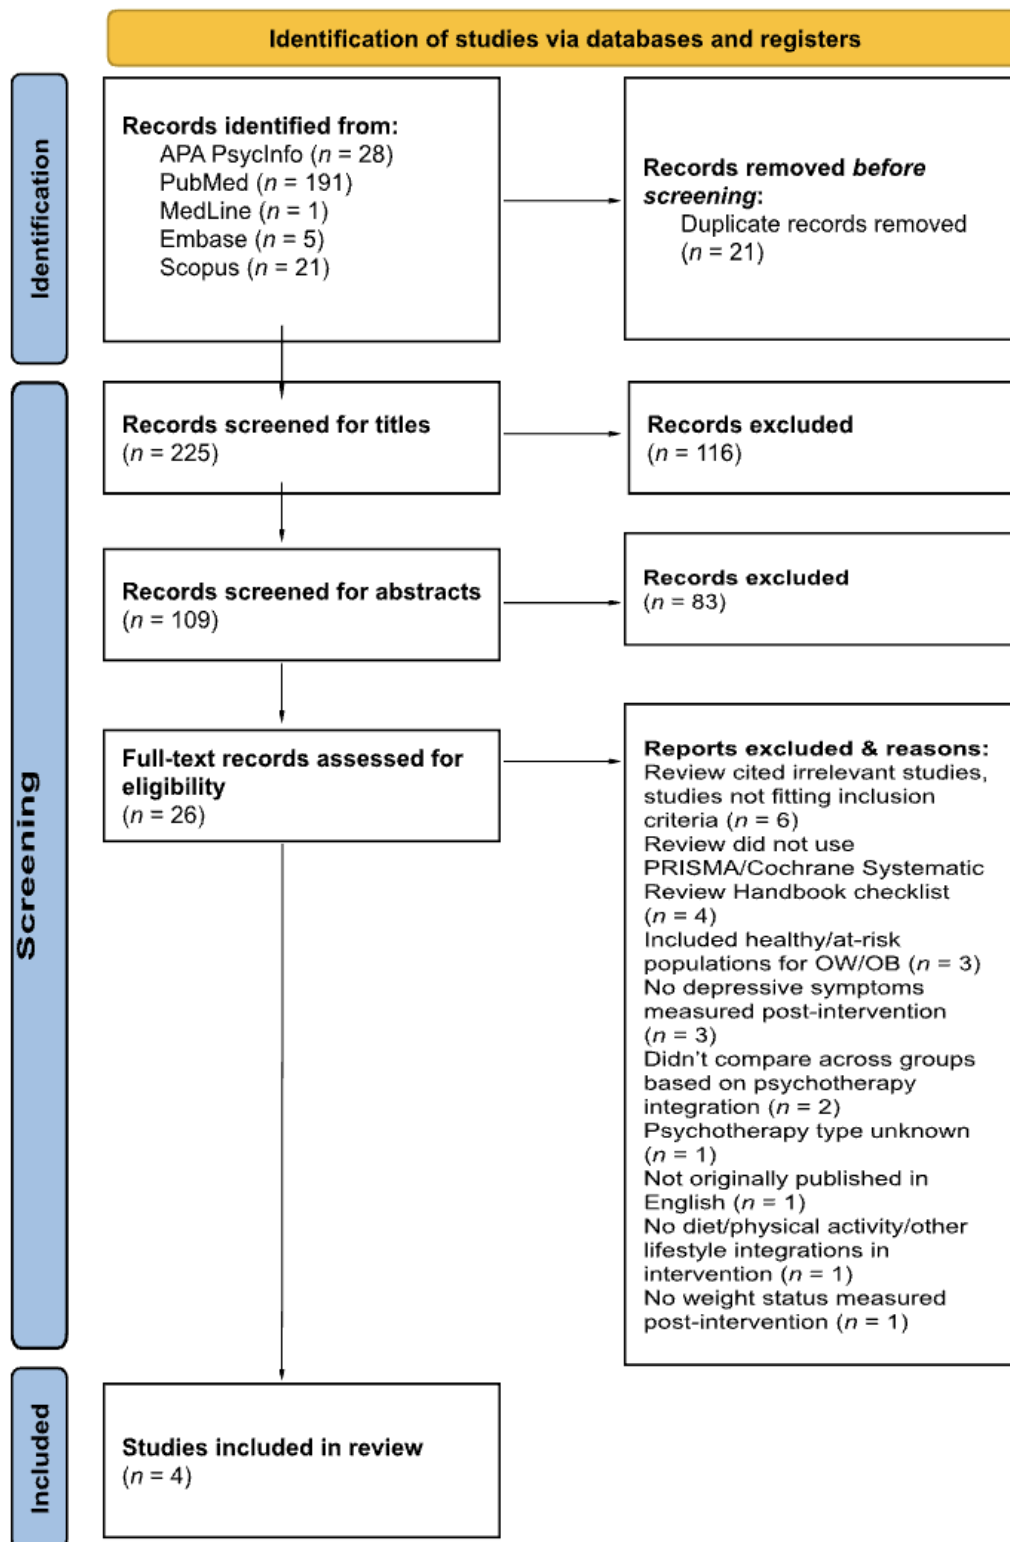 Identification of studies via databases and registers
Identification
Records identified from:
APA PsycInfo (n = 28)
PubMed (n = 191)
MedLine (n = 1)
Embase (n = 5)
Scopus (n = 21)
Records removed before
screening:
Duplicate records removed
(n = 21)
Screening
Records screened for titles
(n = 225)
Records excluded
(n = 116)
Records screened for abstracts
(n = 109)
Records excluded
(n = 83)
Full-text records assessed for
eligibility
(n = 26)
Reports excluded & reasons:
Review cited irrelevant studies,
studies not fitting inclusion
criteria (n = 6)
Review did not use
PRISMA/Cochrane Systematic
Review Handbook checklist
(n = 4)
Included healthy/at-risk
populations for OW/OB (n = 3)
No depressive symptoms
measured post-intervention
(n = 3)
Didn't compare across groups
based on psychotherapy
integration (n = 2)
Psychotherapy type unknown
(n = 1)
Not originally published in
English (n = 1)
No diet/physical activity/other
lifestyle integrations in
intervention (n = 1)
No weight status measured
post-intervention (n = 1)
Included
Studies included in review
(n = 4)